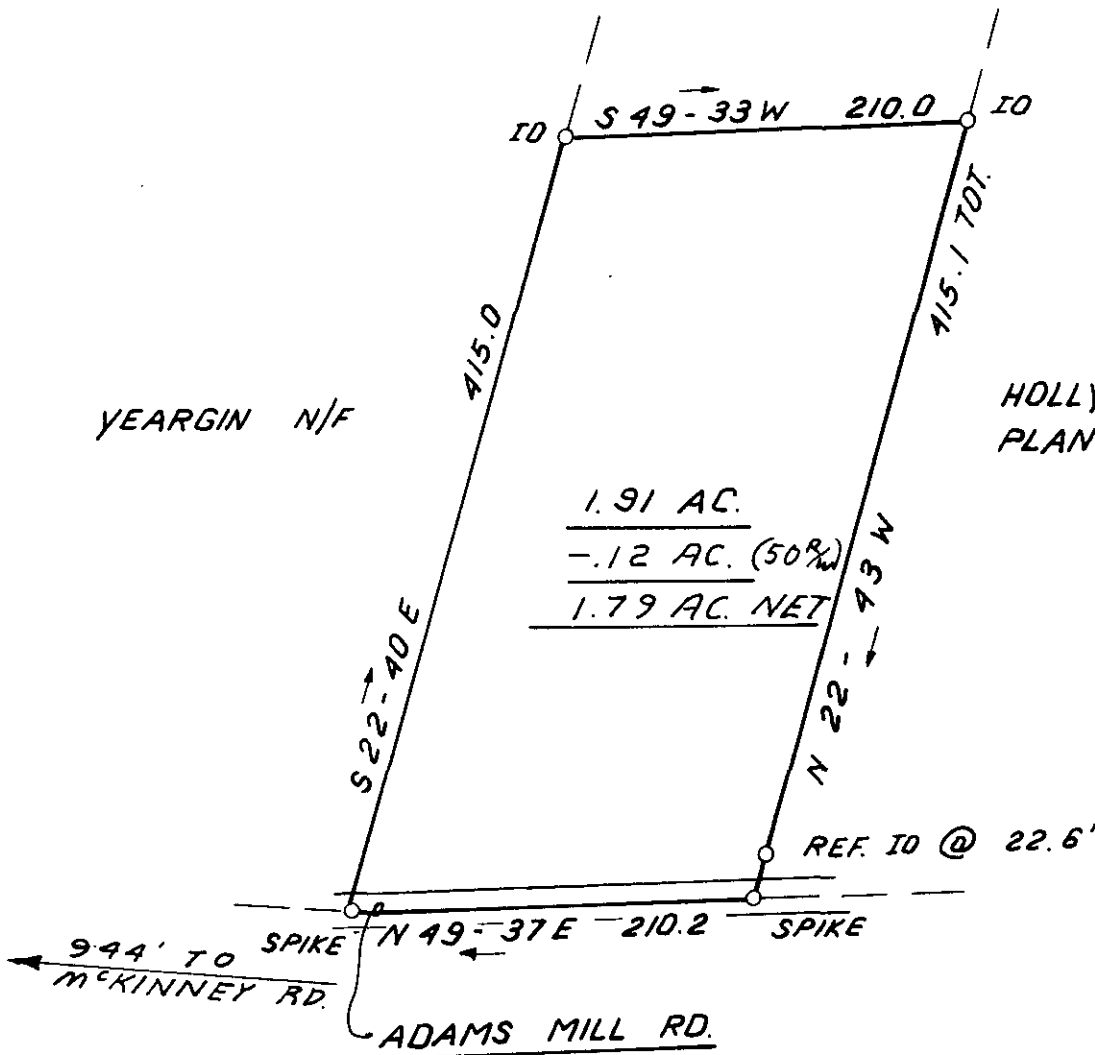 IO S 49-33 W 210.0 IO
415.0
415.1 TOT.
YEARGIN N/F
HOLLY
PLAN
1.91 AC.
-.12 AC. (50 R/W)
1.79 AC. NET
S 22-40 E
N 22-43 W
REF. IO @ 22.6'
SPIKE N 49-37 E 210.2 SPIKE
944' TO
McKINNEY RD.
ADAMS MILL RD.